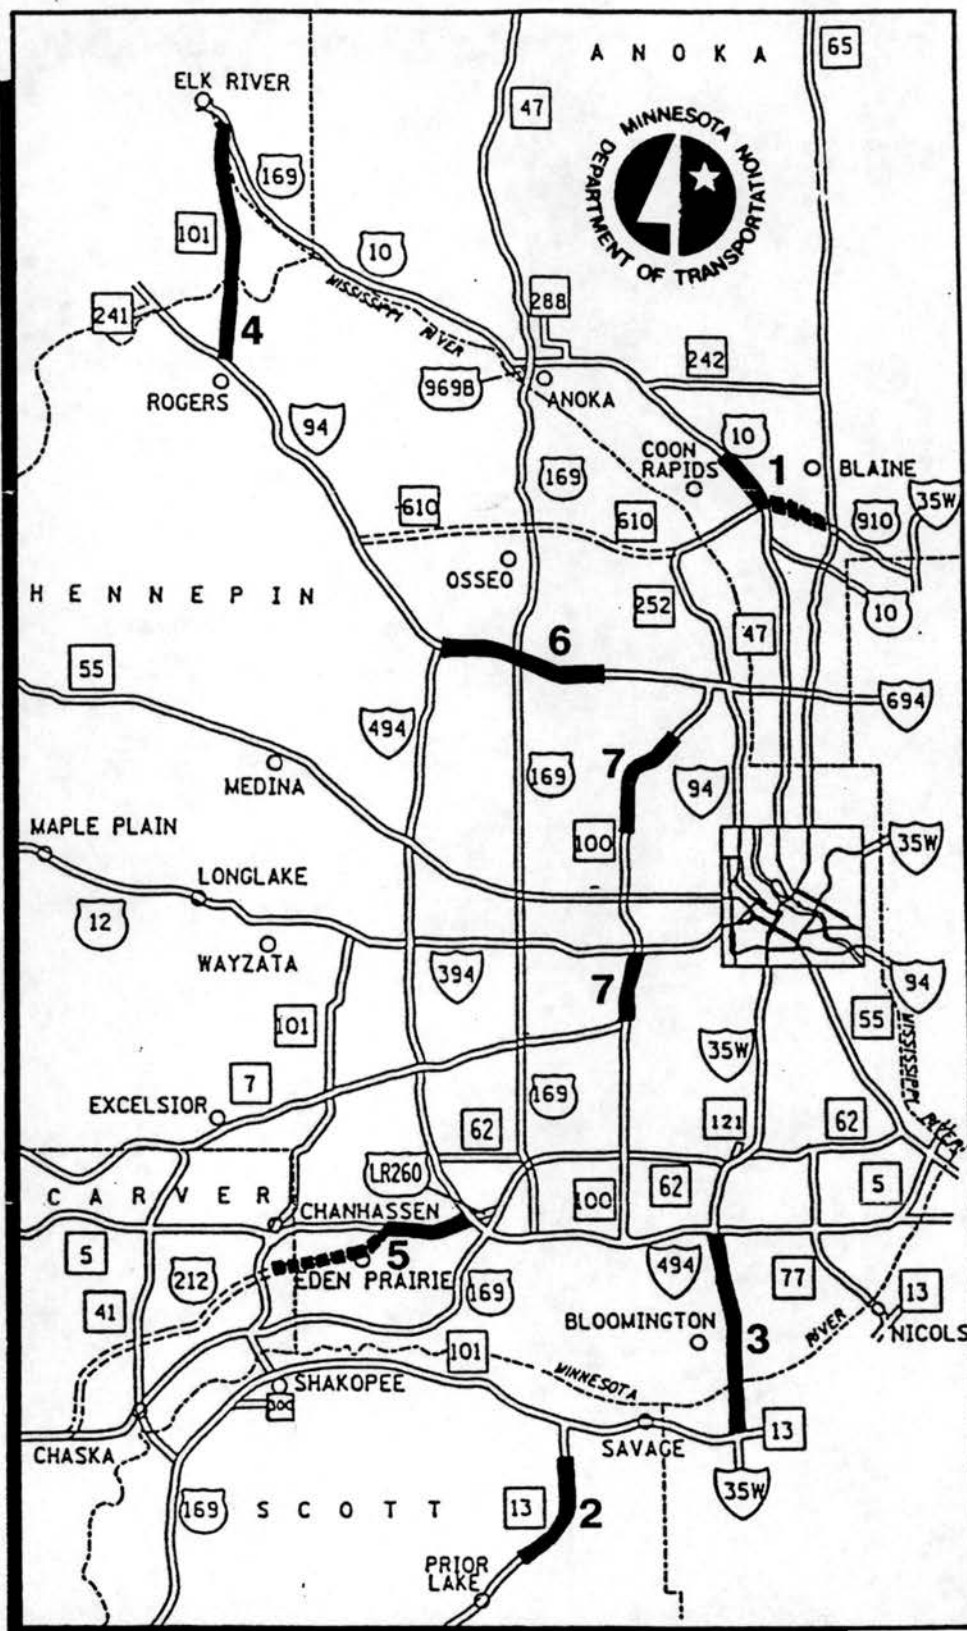 ANOKA
65
ELK RIVER
47
MINNESOTA
DEPARTMENT OF TRANSPORTATION
169
101
10
241
4
MISSISSIPPI
RIVER
288
242
969B
ANOKA
ROGERS
94
10
COON
RAPIDS
1
BLAINE
169
35W
610
610
910
OSSEO
HENNEPIN
252
10
47
6
55
494
694
7
169
MEDINA
94
MAPLE PLAIN
100
35W
LONGLAKE
12
WAYZATA
394
7
94
101
55
MISSISSIPPI
RIVER
35W
7
169
EXCELSIOR
121
62
62
LR260
CARVER
62
5
100
CHANHASSEN
5
5
212
EDEN PRAIRIE
494
77
169
13
41
BLOOMINGTON
3
RIVER
NICOLS
101
MINNESOTA
SHAKOPEE
300
13
SAVAGE
CHASKA
35W
169
SCOTT
13
2
PRIOR
LAKE